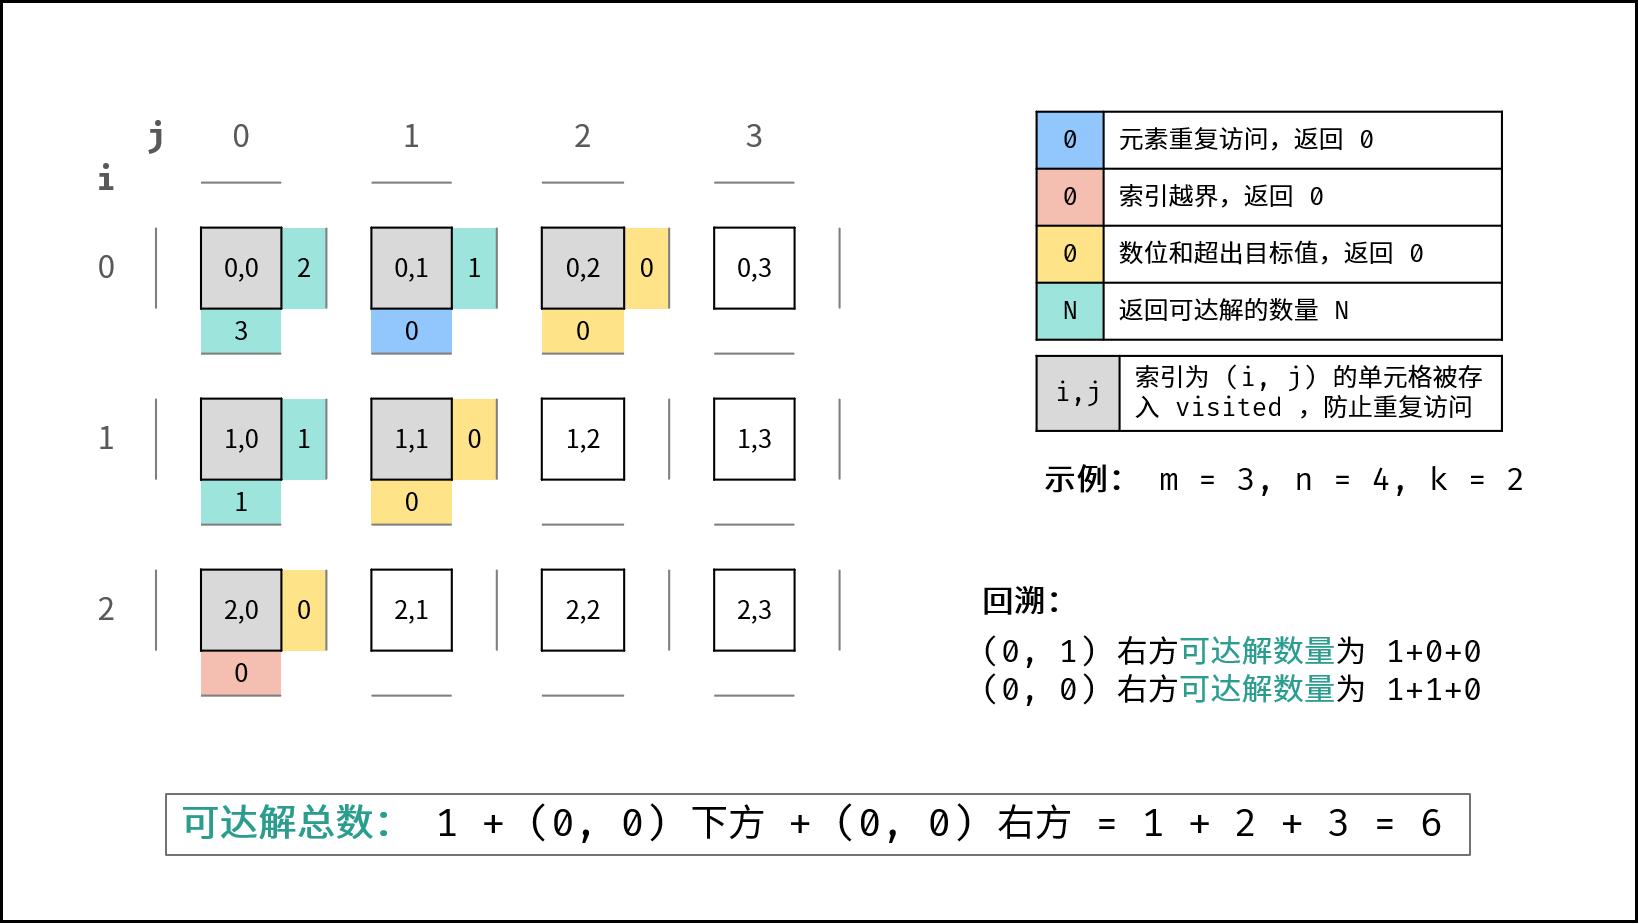 j 0 1 2 3
i
0 0,0 2 0,1 1 0,2 0 0,3
3 0 0
1 1,0 1 1,1 0 1,2 1,3
1 0
2 2,0 0 2,1 2,2 2,3
0
0 元素重复访问，返回 0
0 索引越界，返回 0
0 数位和超出目标值，返回 0
N 返回可达解的数量 N
i,j 索引为 (i, j) 的单元格被存
入 visited ，防止重复访问
示例： m = 3, n = 4, k = 2
回溯：
(0, 1) 右方可达解数量为 1+0+0
(0, 0) 右方可达解数量为 1+1+0
可达解总数： 1 + (0, 0) 下方 + (0, 0) 右方 = 1 + 2 + 3 = 6